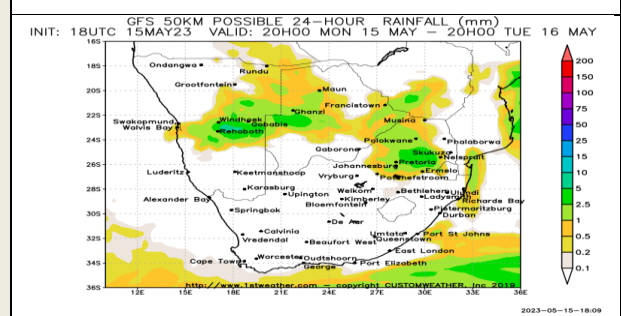 GFS 50KM POSSIBLE 24-HOUR RAINFALL (mm)
INIT: 18UTC 15MAY23 VALID: 20H00 MON 15 MAY - 20H00 TUE 16 MAY
16S
Ondangwa
Rundu
18S
Grootfontein
Maun
20S
Francistown
Ghanzi
22S
Swakopmund
Windhoek
Gobabis
Musina
Walvis Bay
Rehoboth
24S
Polokwane
Phalaborwa
Gaborone
Skukuza
Nelspruit
26S
Johannesburg
Pretoria
Luderitz
Keetmanshoop
Vryburg
Potchefstroom
Ermelo
28S
Karasburg
Upington
Welkom
Bethlehem
Ulundi
Alexander Bay
Kimberley
Ladysmith
Richards Bay
Bloemfontein
30S
Springbok
Pietermaritzburg
Durban
De Aar
32S
Calvinia
Umtata
Port St Johns
Vredendal
Beaufort West
Queenstown
East London
34S
Cape Town
Worcester
Oudtshoorn
George
Port Elizabeth
36S
http://www.1stweather.com - copyright CUSTOMWEATHER, Inc 2019
12E 15E 18E 21E 24E 27E 30E 33E 36E
200
150
100
75
50
25
15
10
5
2.5
1
0.5
0.2
0.1
2023-05-15-18:09